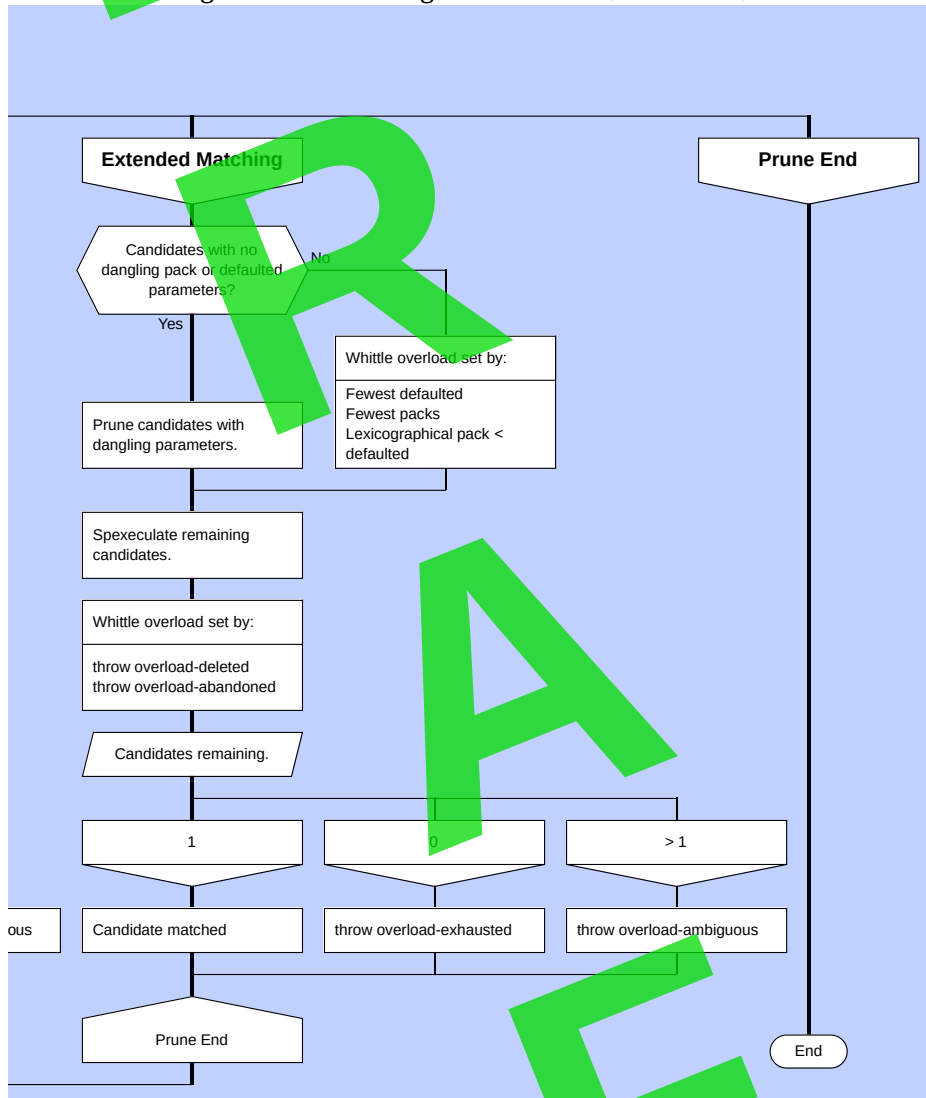 Extended Matching
Prune End
Candidates with no
dangling pack or defaulted
parameters?
No
Yes
Whittle overload set by:
Fewest defaulted
Fewest packs
Lexicographical pack <
defaulted
Prune candidates with
dangling parameters.
Spexeculate remaining
candidates.
Whittle overload set by:
throw overload-deleted
throw overload-abandoned
Candidates remaining.
1
0
> 1
ous
Candidate matched
throw overload-exhausted
throw overload-ambiguous
Prune End
End
R
A